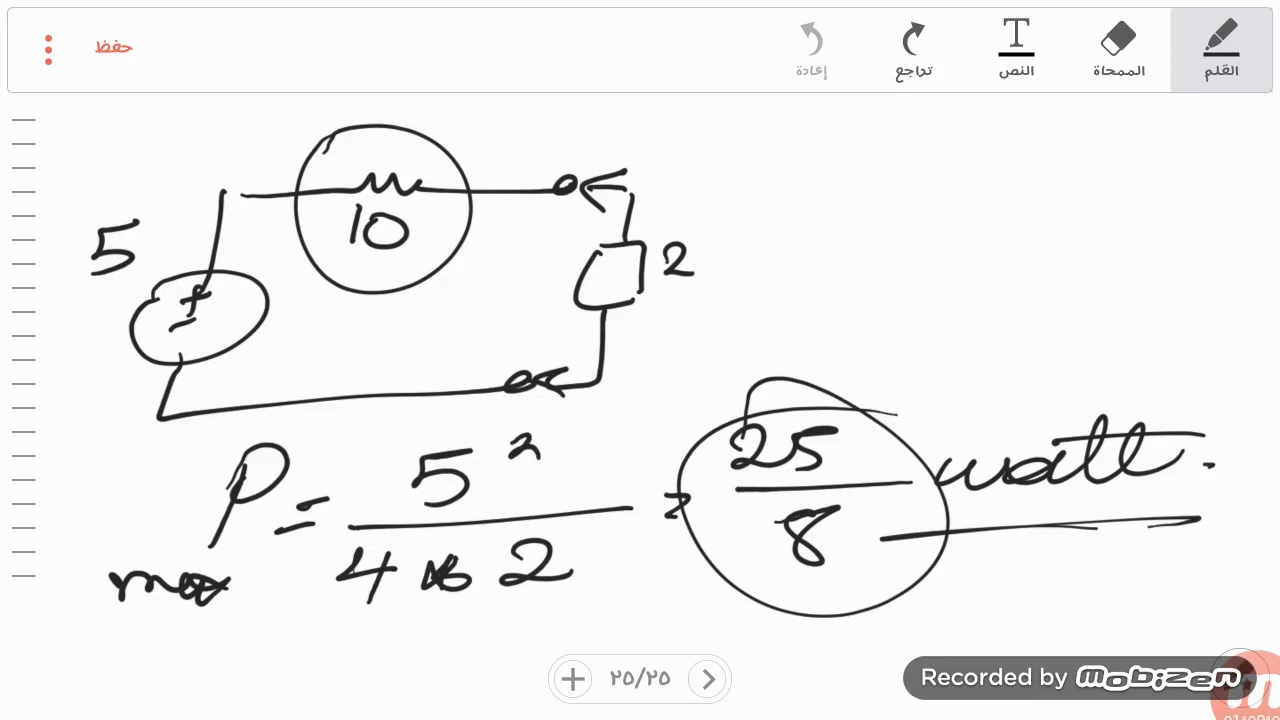 حفظ
إعادة
تراجع
النص
الممحاة
القلم
5
10
2
P max = 5² / 4 * 2 = 25 / 8 watt.
٢٥/٢٥
Recorded by Mobizen